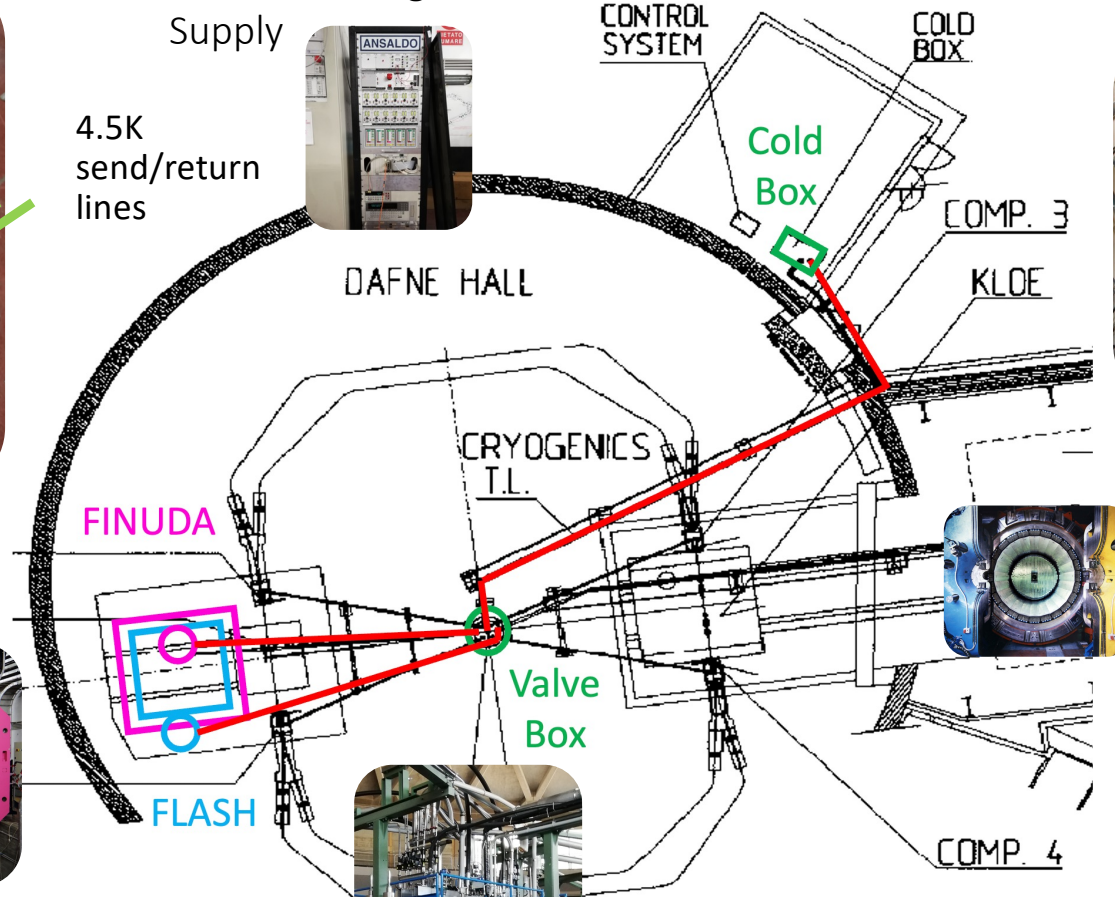 Supply
ANSALDO
4.5K
send/return
lines
CONTROL
SYSTEM
COLD
BOX
Cold
Box
COMP. 3
KLOE
DAFNE HALL
CRYOGENICS
T.L.
FINUDA
Valve
Box
FLASH
COMP. 4